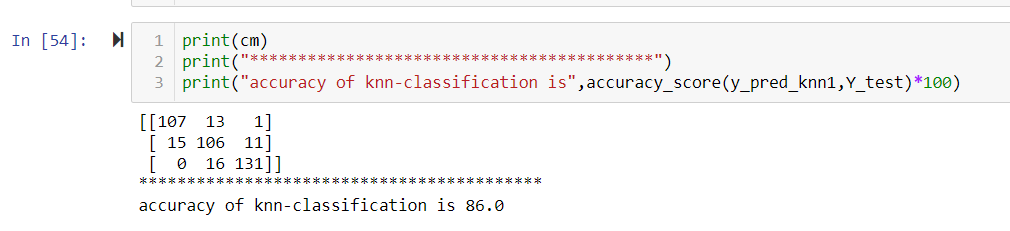 In [54]:
1 print(cm)
2 print("******************************************")
3 print("accuracy of knn-classification is",accuracy_score(y_pred_knn1,Y_test)*100)
[[107  13   1]
 [ 15 106  11]
 [  0  16 131]]
******************************************
accuracy of knn-classification is 86.0